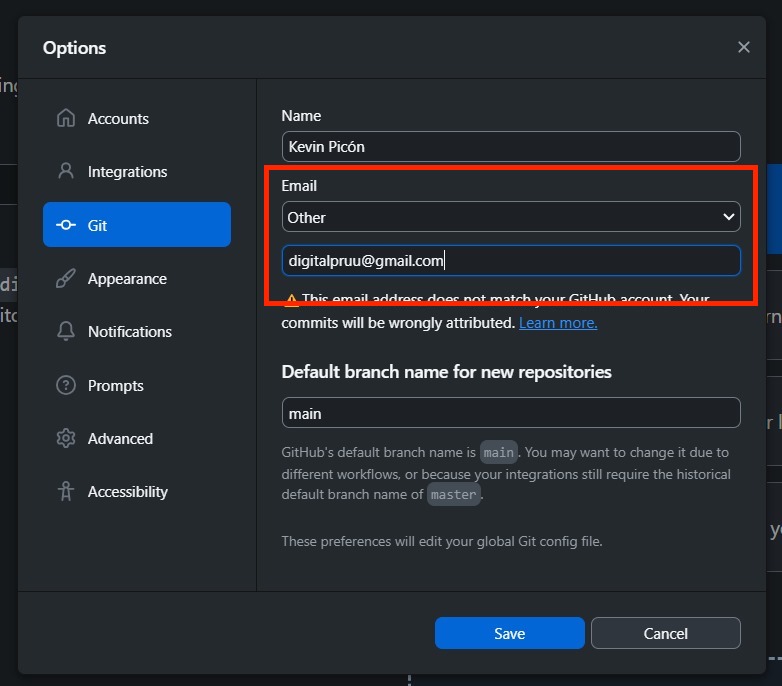 Options
ing
Accounts
Integrations
Git
Appearance
Notifications
Prompts
Advanced
Accessibility
Name
Kevin Picón
Email
Other
digitalpruu@gmail.com
This email address does not match your GitHub account. Your
commits will be wrongly attributed. Learn more.
Default branch name for new repositories
main
GitHub's default branch name is main. You may want to change it due to
different workflows, or because your integrations still require the historical
default branch name of master.
These preferences will edit your global Git config file.
Save
Cancel